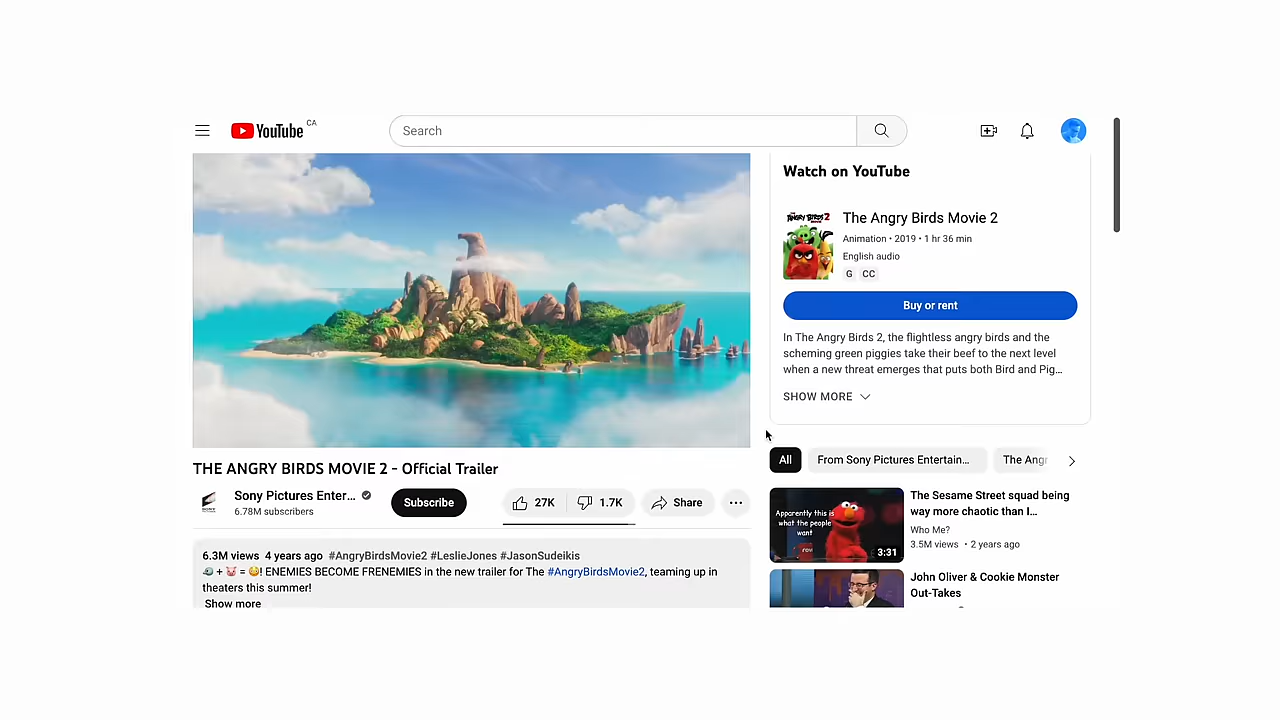 YouTube CA
Search
Watch on YouTube
ANGRY BIRDS 2
The Angry Birds Movie 2
Animation • 2019 • 1 hr 36 min
English audio
G CC
Buy or rent
In The Angry Birds 2, the flightless angry birds and the
scheming green piggies take their beef to the next level
when a new threat emerges that puts both Bird and Pig...
SHOW MORE
THE ANGRY BIRDS MOVIE 2 - Official Trailer
SONY
Sony Pictures Enter...
6.78M subscribers
Subscribe
27K
1.7K
Share
6.3M views 4 years ago #AngryBirdsMovie2 #LeslieJones #JasonSudeikis
+ = ! ENEMIES BECOME FRENEMIES in the new trailer for The #AngryBirdsMovie2, teaming up in
theaters this summer!
Show more
All
From Sony Pictures Entertain...
The Angr
Apparently this is
what the people
want
3:31
The Sesame Street squad being
way more chaotic than I...
Who Me?
3.5M views • 2 years ago
John Oliver & Cookie Monster
Out-Takes